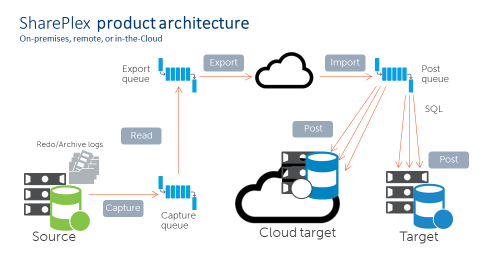 SharePlex product architecture
On-premises, remote, or in-the-Cloud
Export
queue
Export
Import
Post
queue
SQL
Read
Post
Post
Redo/Archive logs
Capture
Capture
queue
Source
Cloud target
Target